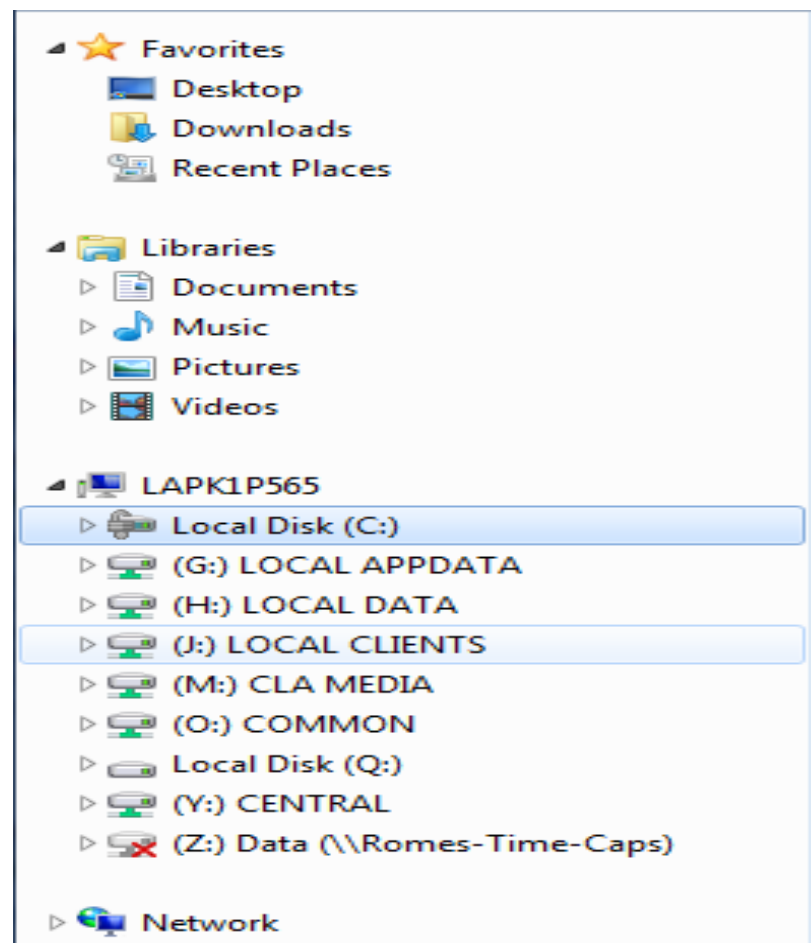 Favorites
Desktop
Downloads
Recent Places
Libraries
Documents
Music
Pictures
Videos
LAPK1P565
Local Disk (C:)
(G:) LOCAL APPDATA
(H:) LOCAL DATA
(J:) LOCAL CLIENTS
(M:) CLA MEDIA
(O:) COMMON
Local Disk (Q:)
(Y:) CENTRAL
(Z:) Data (\\Romes-Time-Caps)
Network